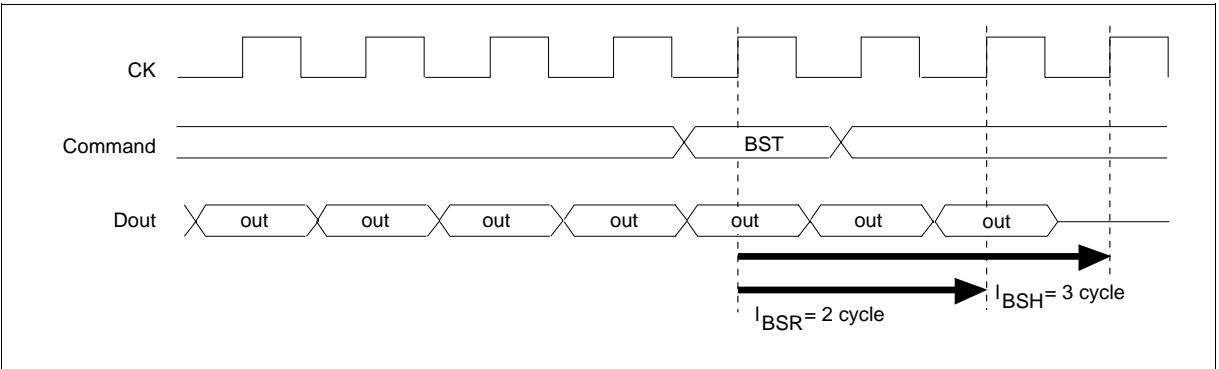 CK
Command
BST
Dout
out out out out out out out
lBSH= 3 cycle
lBSR= 2 cycle